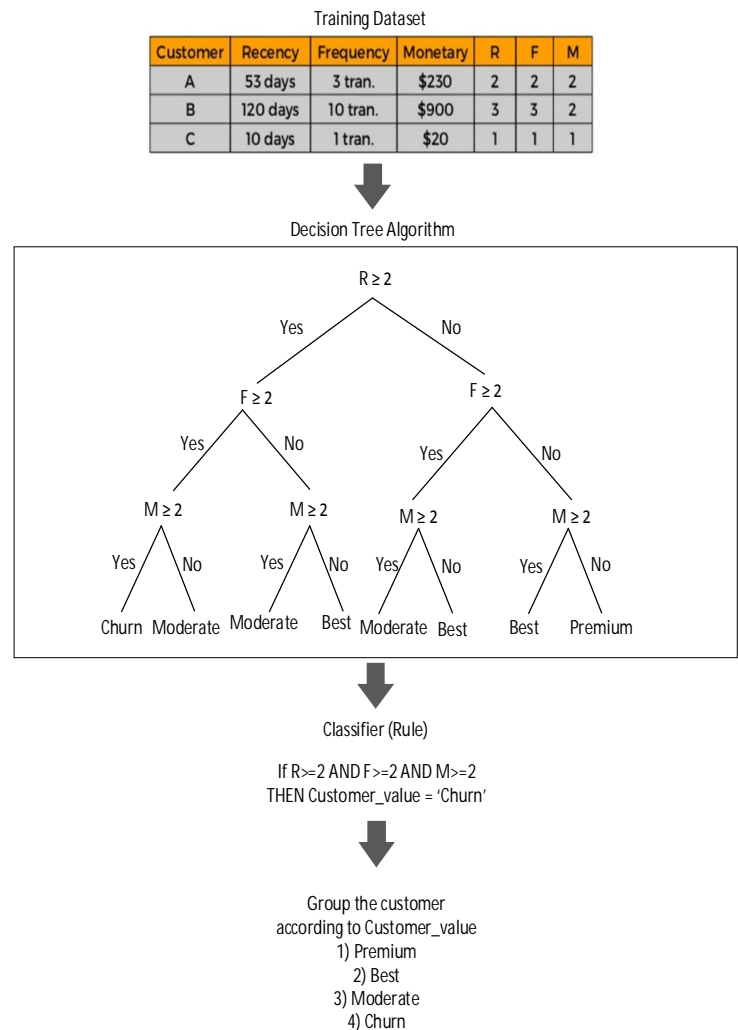 Training Dataset
Customer Recency Frequency Monetary R F M
A 53 days 3 tran. $230 2 2 2
B 120 days 10 tran. $900 3 3 2
C 10 days 1 tran. $20 1 1 1
Decision Tree Algorithm
R ≥ 2
Yes No
F ≥ 2 F ≥ 2
Yes No Yes No
M ≥ 2 M ≥ 2 M ≥ 2 M ≥ 2
Yes No Yes No Yes No Yes No
Churn Moderate Moderate Best Moderate Best Best Premium
Classifier (Rule)
If R>=2 AND F>=2 AND M>=2
THEN Customer_value = ‘Churn’
Group the customer
according to Customer_value
1) Premium
2) Best
3) Moderate
4) Churn